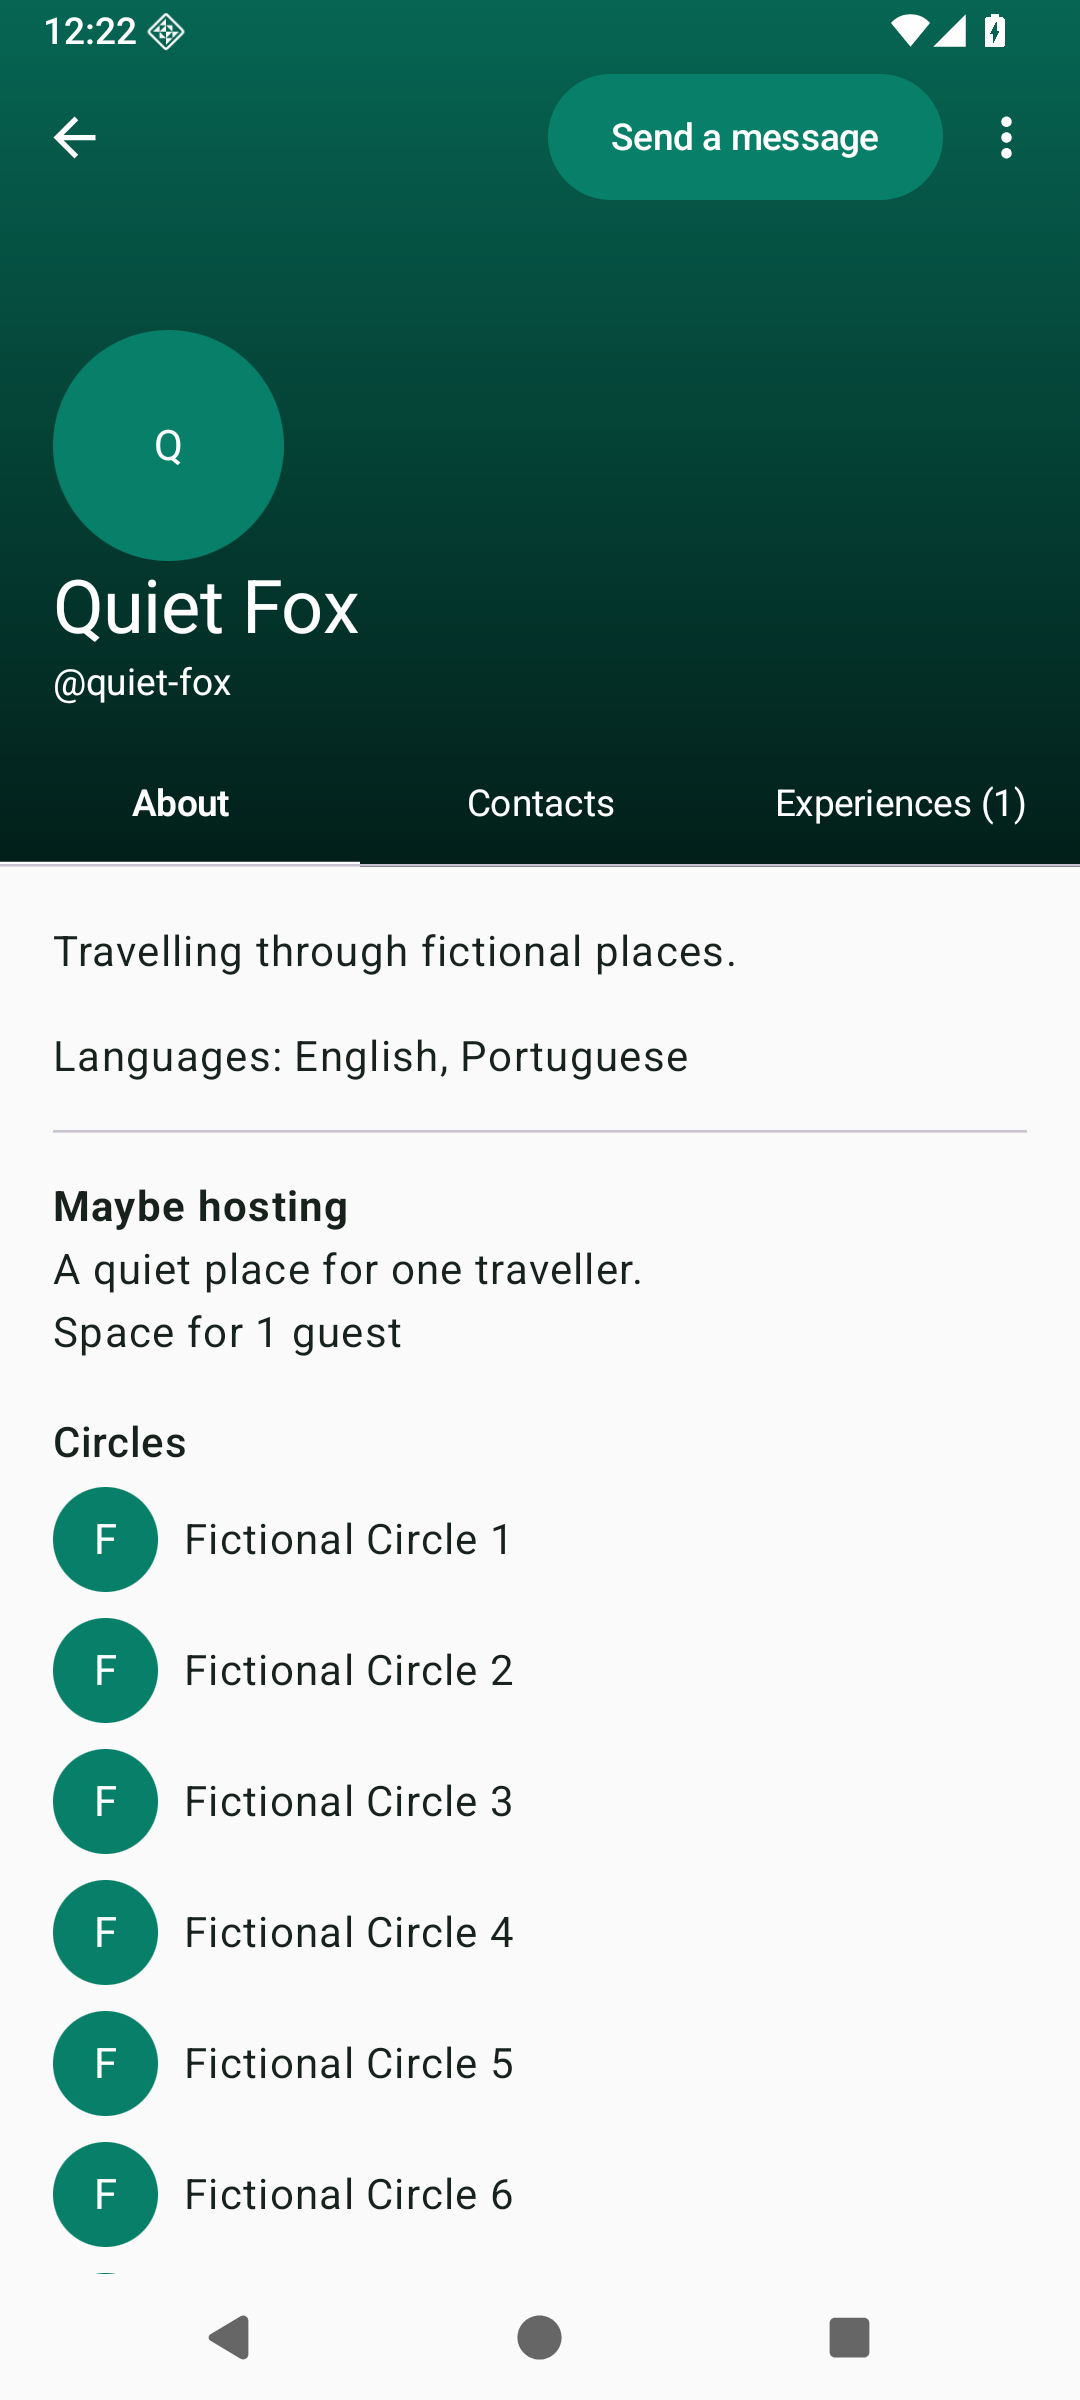 12:22
Send a message
Q
Quiet Fox
@quiet-fox
About
Contacts
Experiences (1)
Travelling through fictional places.
Languages: English, Portuguese
Maybe hosting
A quiet place for one traveller.
Space for 1 guest
Circles
F
Fictional Circle 1
F
Fictional Circle 2
F
Fictional Circle 3
F
Fictional Circle 4
F
Fictional Circle 5
F
Fictional Circle 6